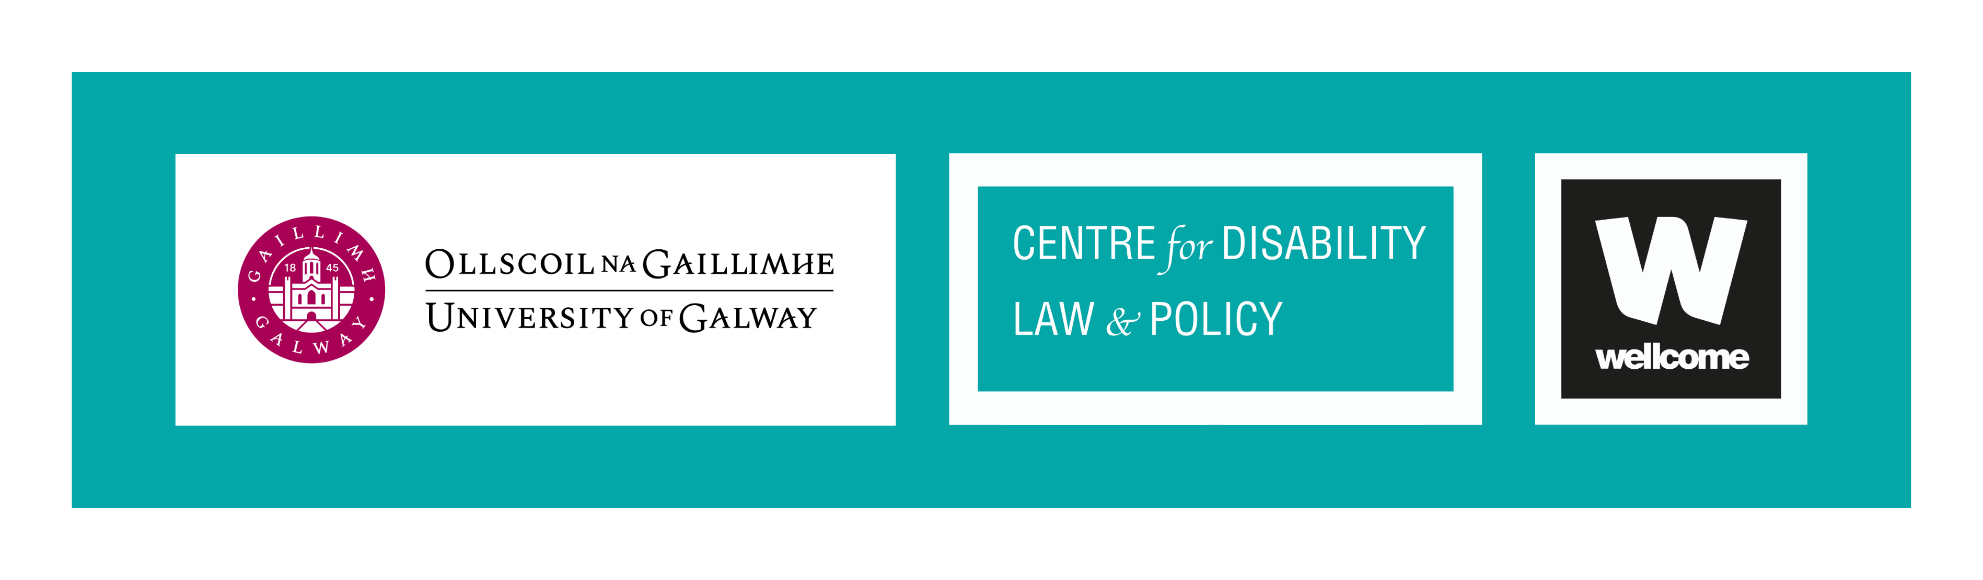 GAILLIMH
18 45
GALWAY
OLLSCOIL NA GAILLIMHE
UNIVERSITY OF GALWAY
CENTRE for DISABILITY
LAW & POLICY
W
wellcome